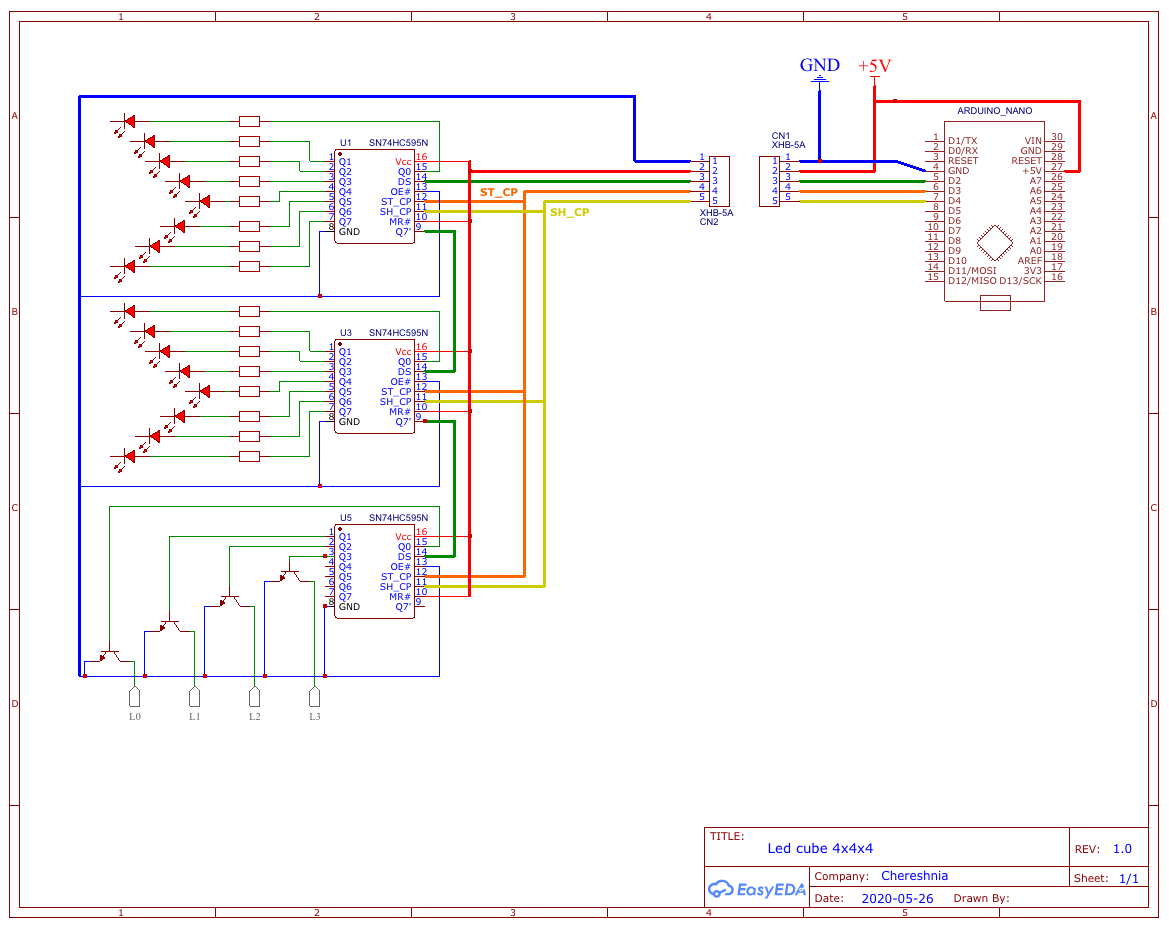 1 2 3 4 5
A A
B B
C C
D D
GND +5V
ARDUINO_NANO
1 D1/TX VIN 30
2 D0/RX GND 29
3 RESET RESET 28
4 GND +5V 27
5 D2 A7 26
6 D3 A6 25
7 D4 A5 24
8 D5 A4 23
9 D6 A3 22
10 D7 A2 21
11 D8 A1 20
12 D9 A0 19
13 D10 AREF 18
14 D11/MOSI 3V3 17
15 D12/MISO D13/SCK 16
CN1
XHB-5A
1 1
2 2
3 3
4 4
5 5
1 1
2 2
3 3
4 4
5 5
XHB-5A
CN2
ST_CP
SH_CP
U1 SN74HC595N
1 Q1 Vcc 16
2 Q2 Q0 15
3 Q3 DS 14
4 Q4 OE# 13
5 Q5 ST_CP 12
6 Q6 SH_CP 11
7 Q7 MR# 10
8 GND Q7' 9
U3 SN74HC595N
1 Q1 Vcc 16
2 Q2 Q0 15
3 Q3 DS 14
4 Q4 OE# 13
5 Q5 ST_CP 12
6 Q6 SH_CP 11
7 Q7 MR# 10
8 GND Q7' 9
U5 SN74HC595N
1 Q1 Vcc 16
2 Q2 Q0 15
3 Q3 DS 14
4 Q4 OE# 13
5 Q5 ST_CP 12
6 Q6 SH_CP 11
7 Q7 MR# 10
8 GND Q7' 9
L0 L1 L2 L3
TITLE:
Led cube 4x4x4
REV: 1.0
EasyEDA
Company: Chereshnia
Sheet: 1/1
Date: 2020-05-26 Drawn By:
1 2 3 4 5